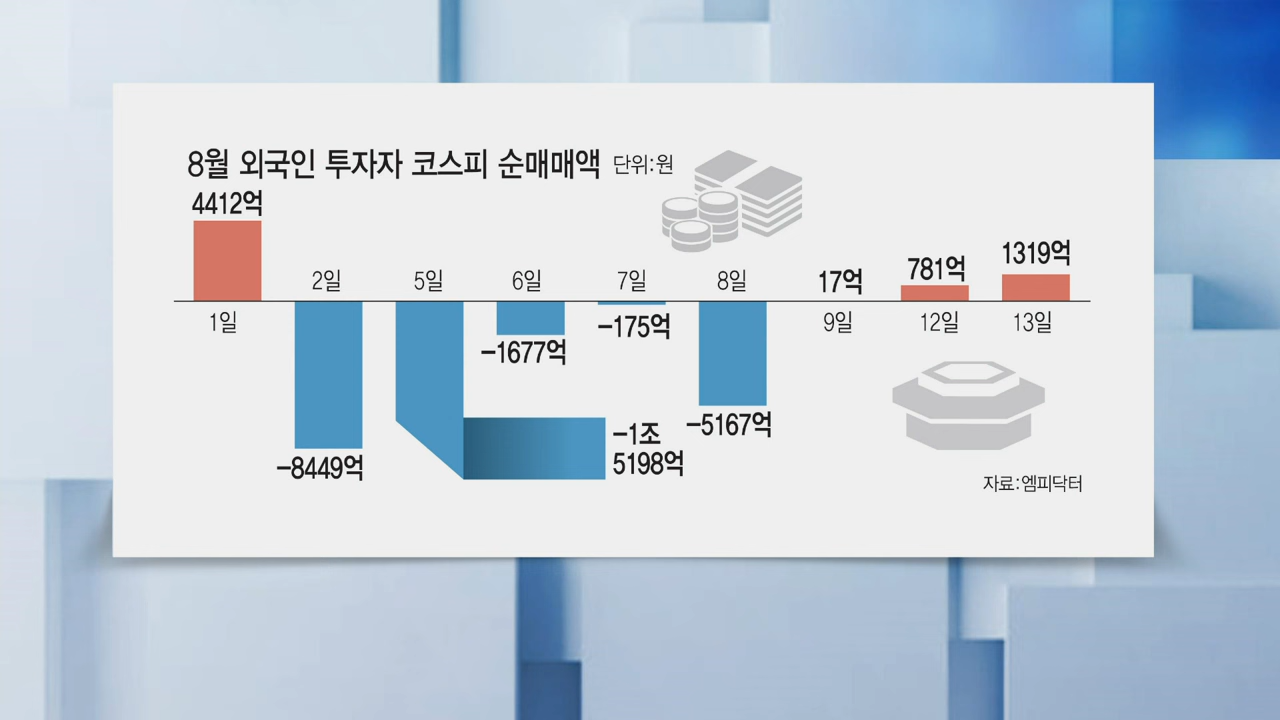 8월 외국인 투자자 코스피 순매매액 단위:원
4412억
1일
2일
-8449억
5일
-1조
5198억
6일
-1677억
7일
-175억
8일
-5167억
17억
9일
781억
12일
1319억
13일
자료:엠피닥터